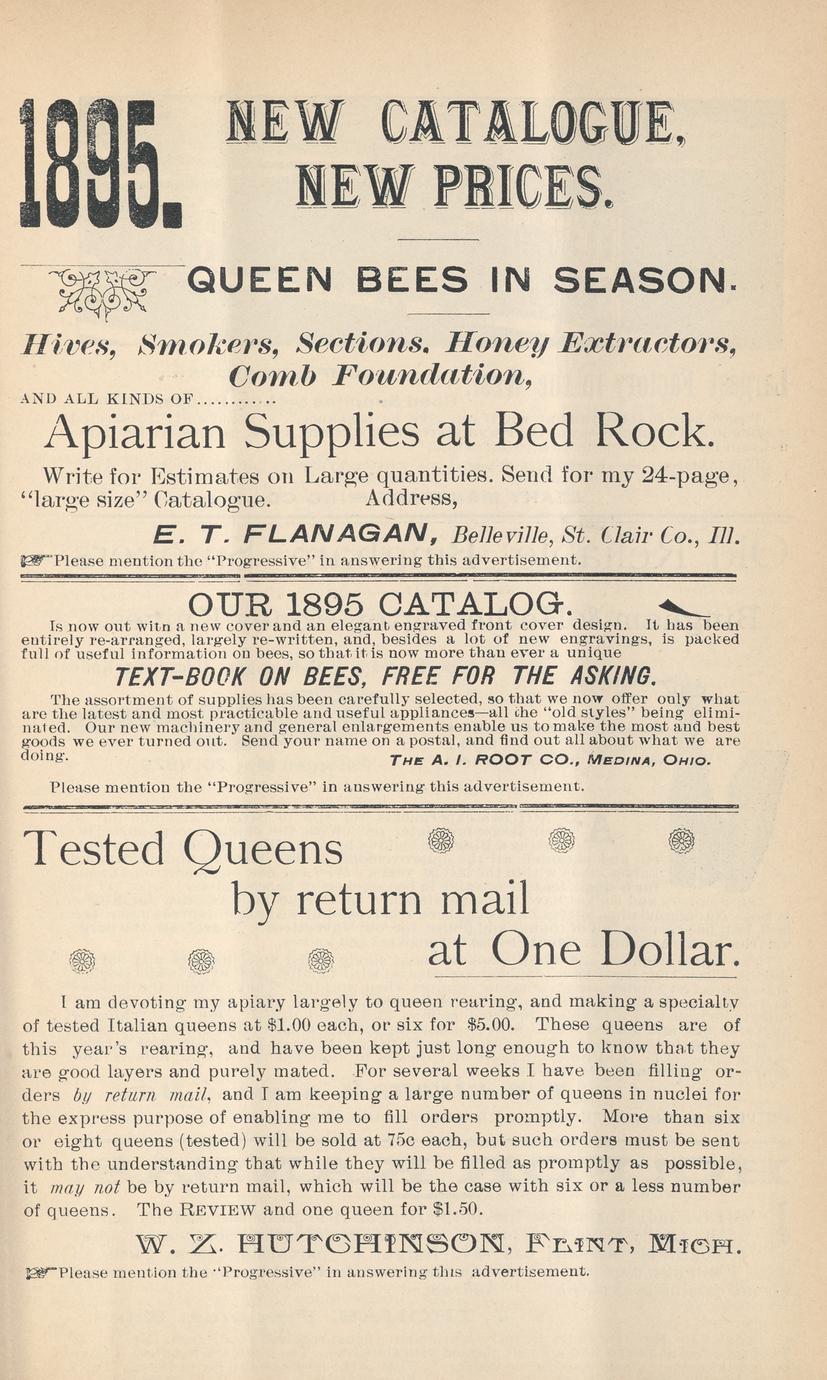 1895.
NEW CATALOGUE,
NEW PRICES.
QUEEN BEES IN SEASON.
Hives, Smokers, Sections. Honey Extractors,
Comb Foundation,
AND ALL KINDS OF...........
Apiarian Supplies at Bed Rock.
Write for Estimates on Large quantities. Send for my 24-page,
“large size” Catalogue. Address,
E. T. FLANAGAN, Belleville, St. Clair Co., Ill.
Please mention the “Progressive” in answering this advertisement.
OUR 1895 CATALOG.
Is now out with a new cover and an elegant engraved front cover design. It has been
entirely re-arranged, largely re-written, and, besides a lot of new engravings, is packed
full of useful information on bees, so that it is now more than ever a unique
TEXT-BOOK ON BEES, FREE FOR THE ASKING.
The assortment of supplies has been carefully selected, so that we now offer only what
are the latest and most practicable and useful appliances—all the “old styles” being elimi-
nated. Our new machinery and general enlargements enable us to make the most and best
goods we ever turned out. Send your name on a postal, and find out all about what we are
doing. THE A. I. ROOT CO., MEDINA, OHIO.
Please mention the “Progressive” in answering this advertisement.
Tested Queens
by return mail
at One Dollar.
I am devoting my apiary largely to queen rearing, and making a specialty
of tested Italian queens at $1.00 each, or six for $5.00. These queens are of
this year's rearing, and have been kept just long enough to know that they
are good layers and purely mated. For several weeks I have been filling or-
ders by return mail, and I am keeping a large number of queens in nuclei for
the express purpose of enabling me to fill orders promptly. More than six
or eight queens (tested) will be sold at 75c each, but such orders must be sent
with the understanding that while they will be filled as promptly as possible,
it may not be by return mail, which will be the case with six or a less number
of queens. The REVIEW and one queen for $1.50.
W. Z. HUTCHINSON, FLINT, MICH.
Please mention the “Progressive” in answering this advertisement.